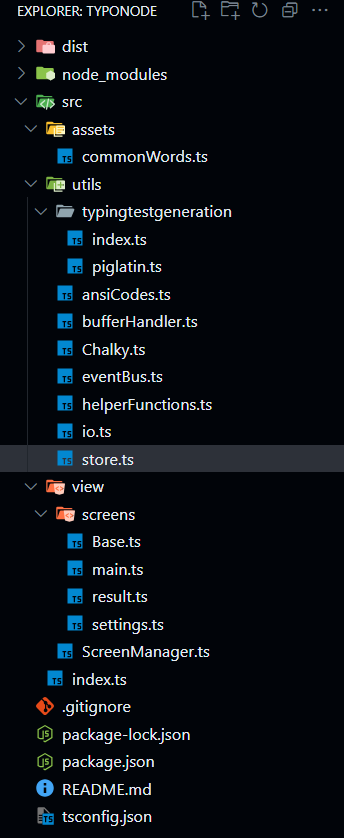 EXPLORER: TYPONODE
dist
node_modules
src
assets
TS commonWords.ts
utils
typingtestgeneration
TS index.ts
TS piglatin.ts
TS ansiCodes.ts
TS bufferHandler.ts
TS Chalky.ts
TS eventBus.ts
TS helperFunctions.ts
TS io.ts
TS store.ts
view
screens
TS Base.ts
TS main.ts
TS result.ts
TS settings.ts
TS ScreenManager.ts
TS index.ts
.gitignore
package-lock.json
package.json
README.md
TS tsconfig.json